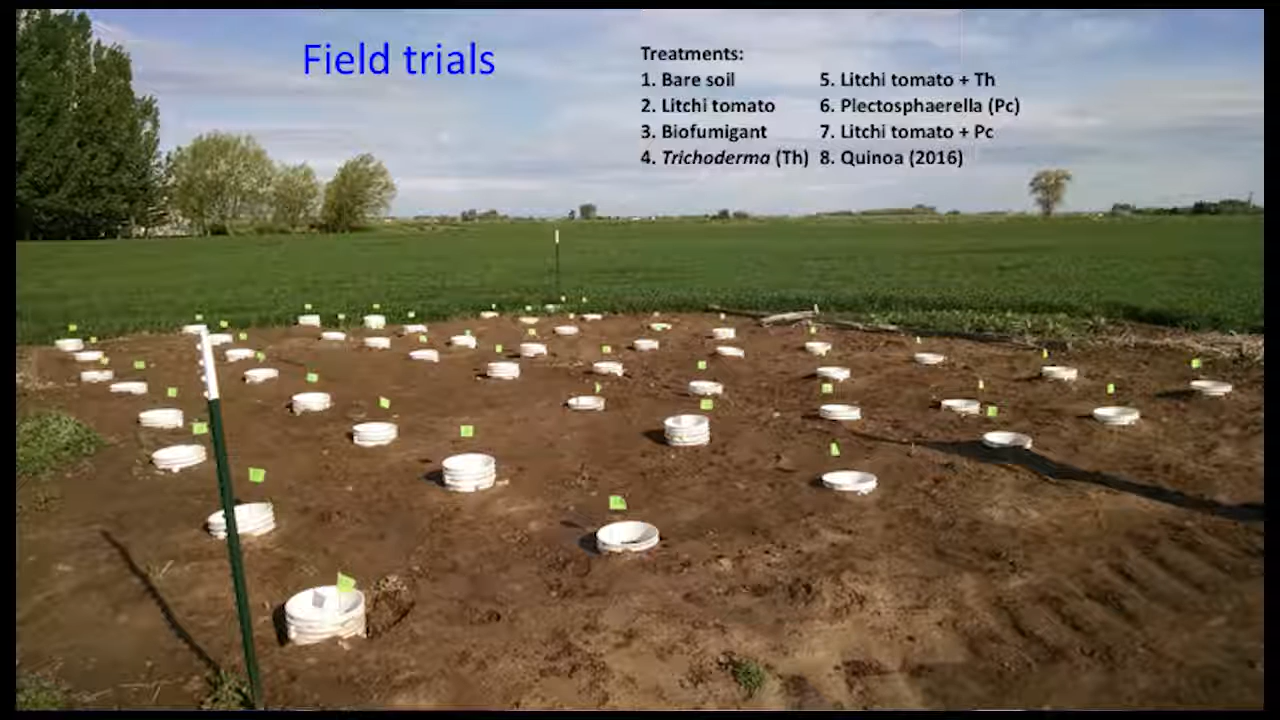 Field trials
Treatments:
1. Bare soil
2. Litchi tomato
3. Biofumigant
4. Trichoderma (Th)
5. Litchi tomato + Th
6. Plectosphaerella (Pc)
7. Litchi tomato + Pc
8. Quinoa (2016)